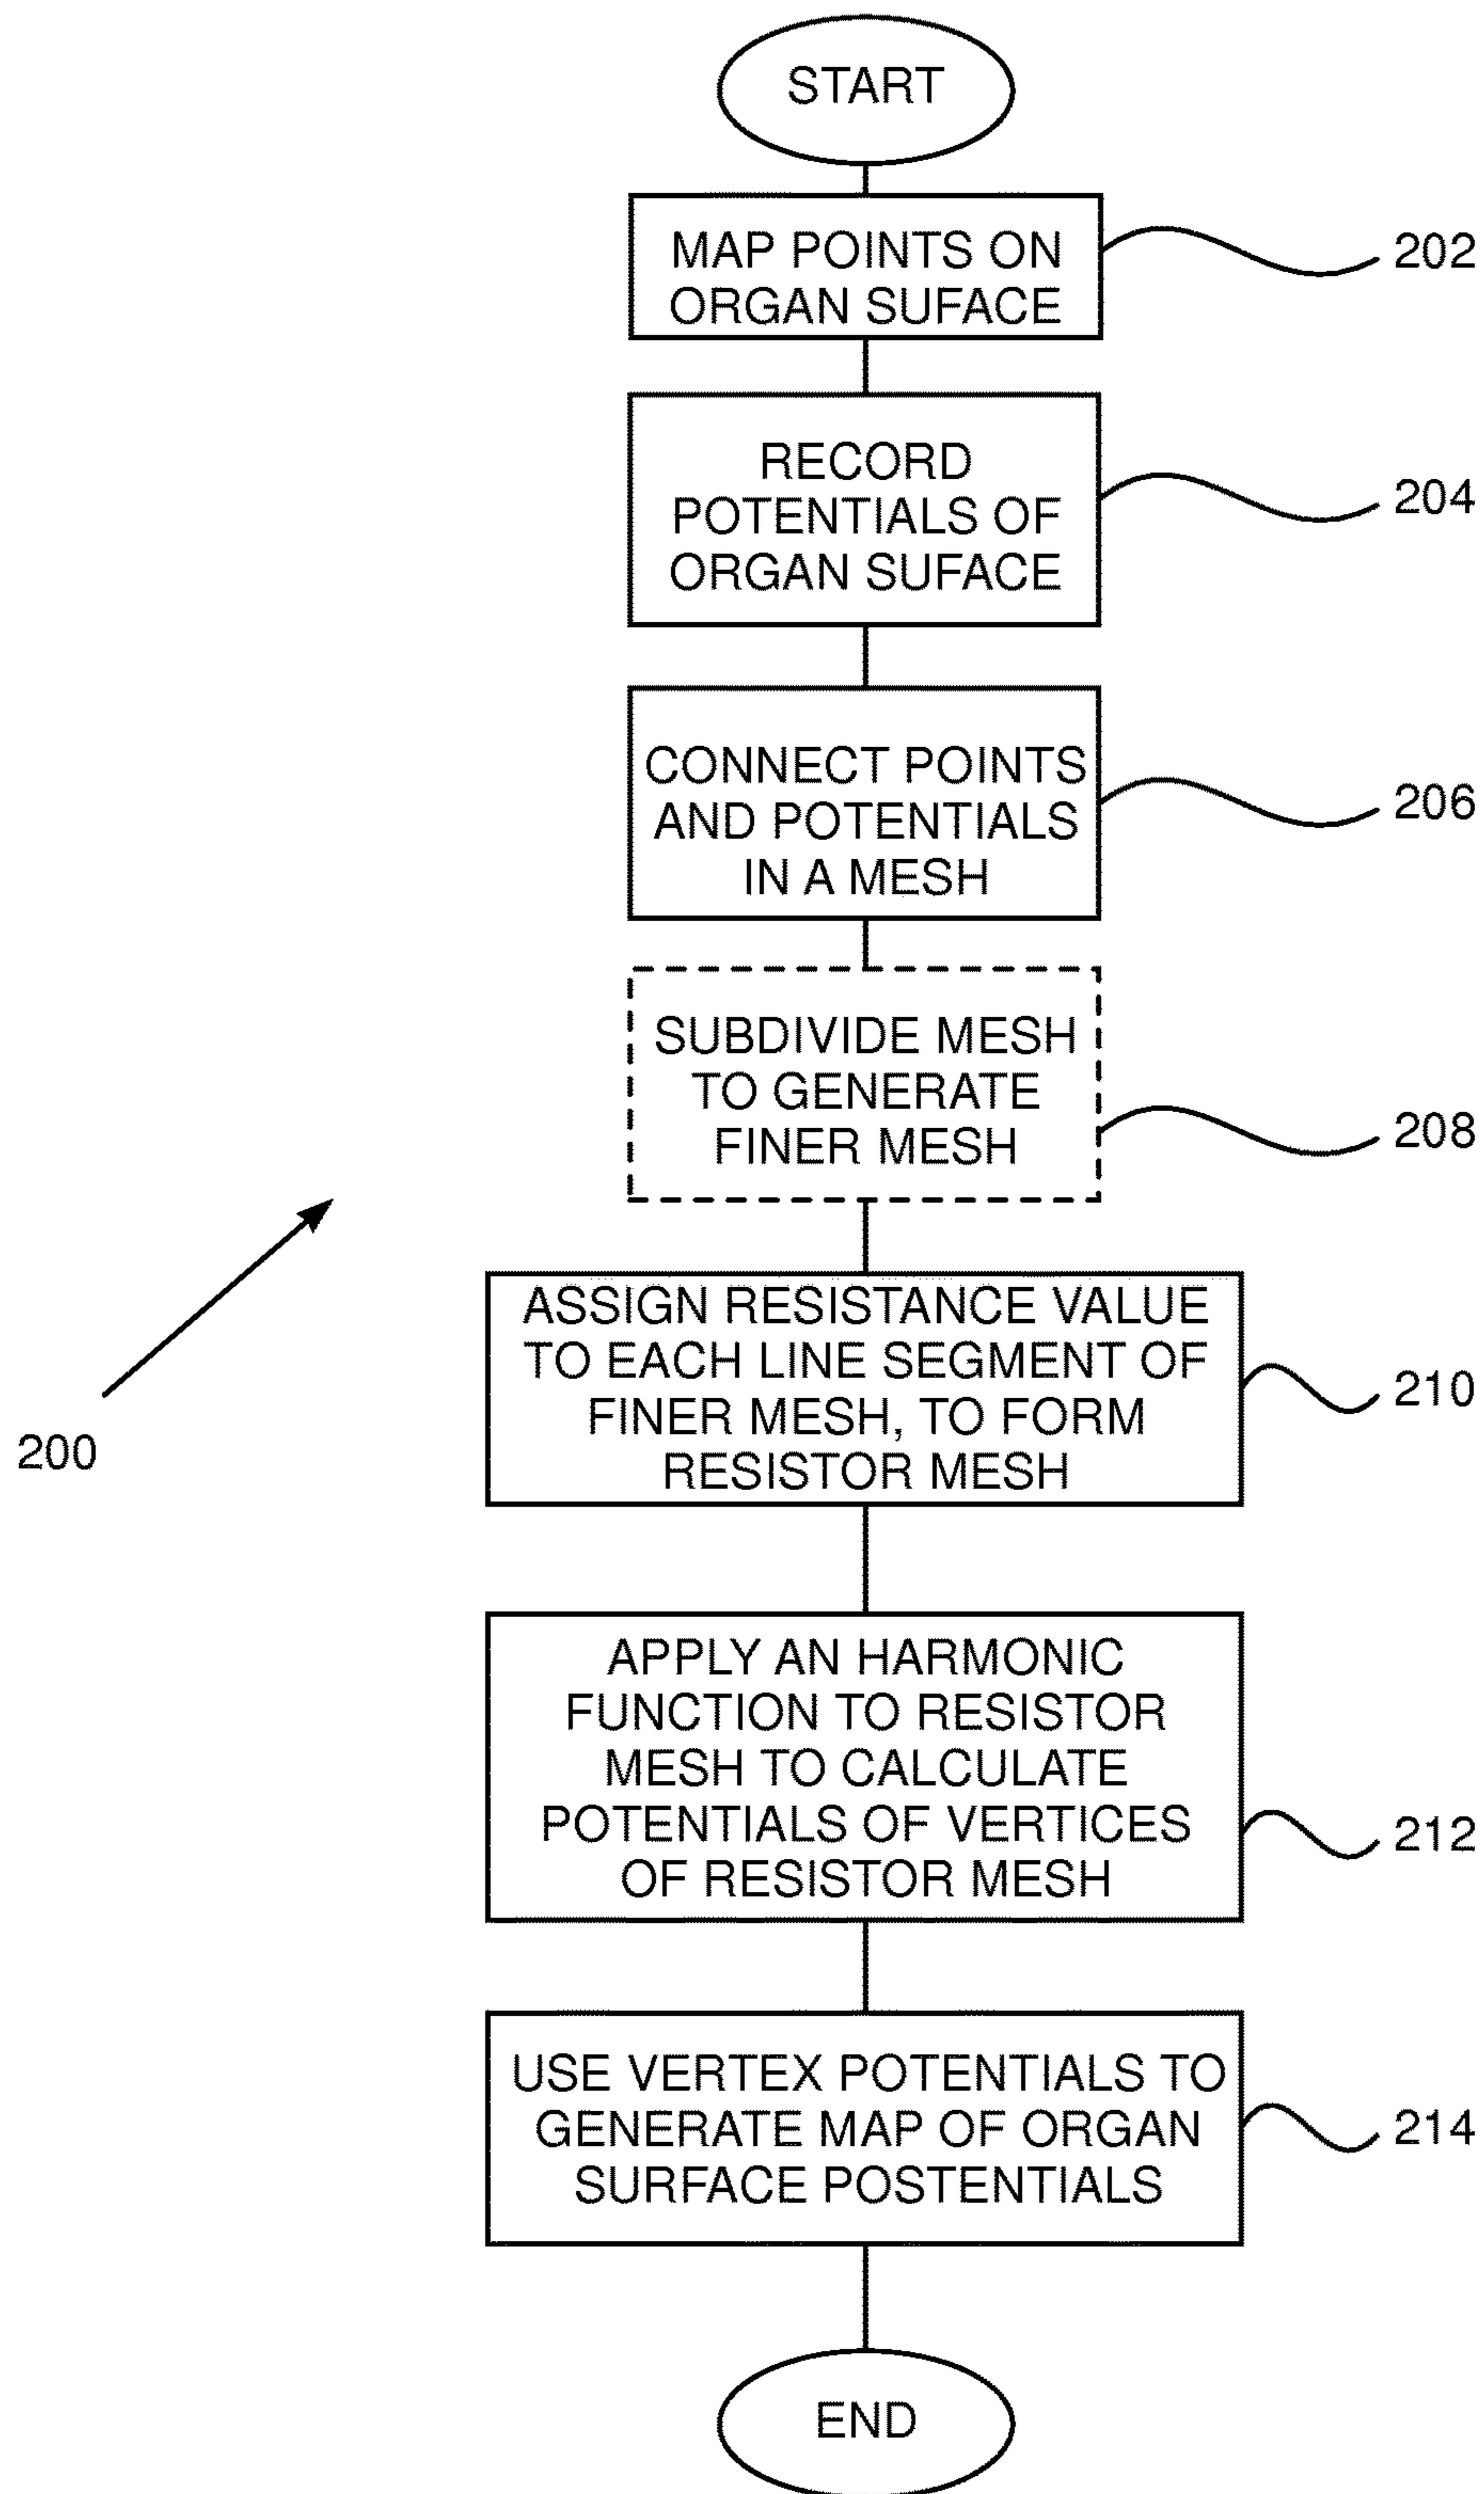 START
MAP POINTS ON
ORGAN SUFACE
202
RECORD
POTENTIALS OF
ORGAN SUFACE
204
CONNECT POINTS
AND POTENTIALS
IN A MESH
206
SUBDIVIDE MESH
TO GENERATE
FINER MESH
208
200
ASSIGN RESISTANCE VALUE
TO EACH LINE SEGMENT OF
FINER MESH, TO FORM
RESISTOR MESH
210
APPLY AN HARMONIC
FUNCTION TO RESISTOR
MESH TO CALCULATE
POTENTIALS OF VERTICES
OF RESISTOR MESH
212
USE VERTEX POTENTIALS TO
GENERATE MAP OF ORGAN
SURFACE POSTENTIALS
214
END